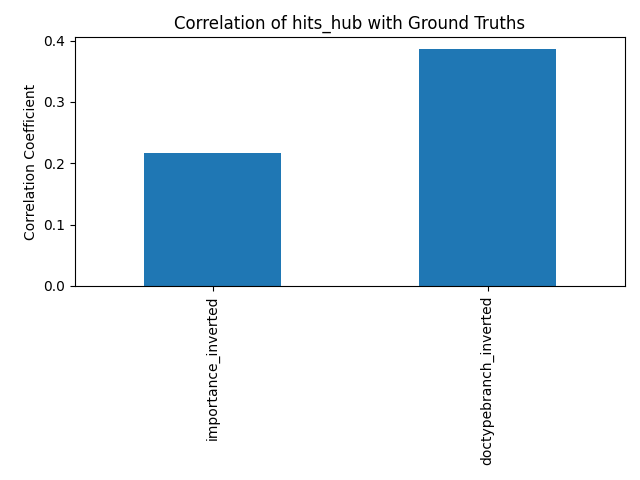 Correlation of hits_hub with Ground Truths
Correlation Coefficient
0.4
0.3
0.2
0.1
0.0
importance_inverted
doctypebranch_inverted